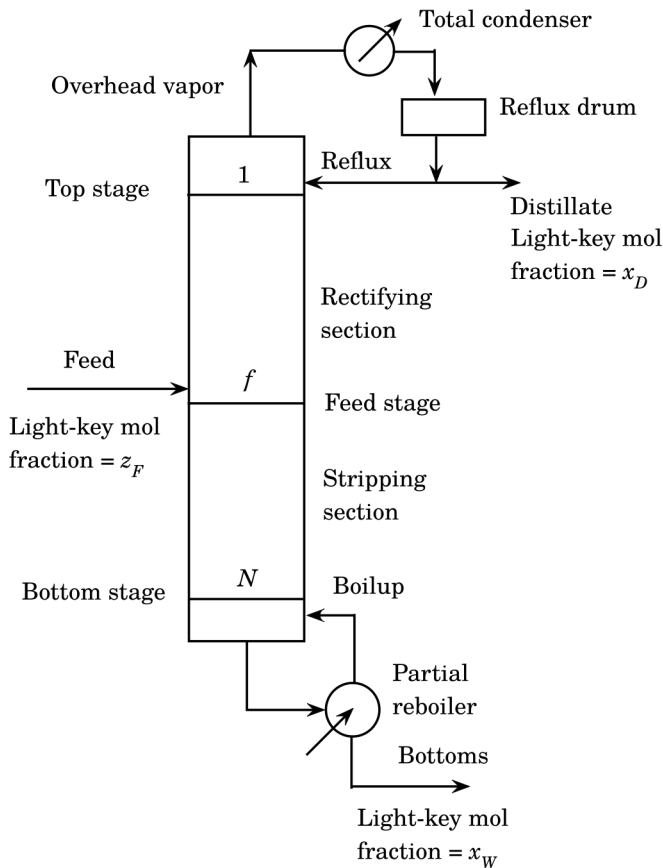 Total condenser
Overhead vapor
Reflux drum
1
Reflux
Top stage
Distillate
Light-key mol
fraction = x_D
Rectifying
section
Feed
f
Feed stage
Light-key mol
fraction = z_F
Stripping
section
N
Bottom stage
Boilup
Partial
reboiler
Bottoms
Light-key mol
fraction = x_W